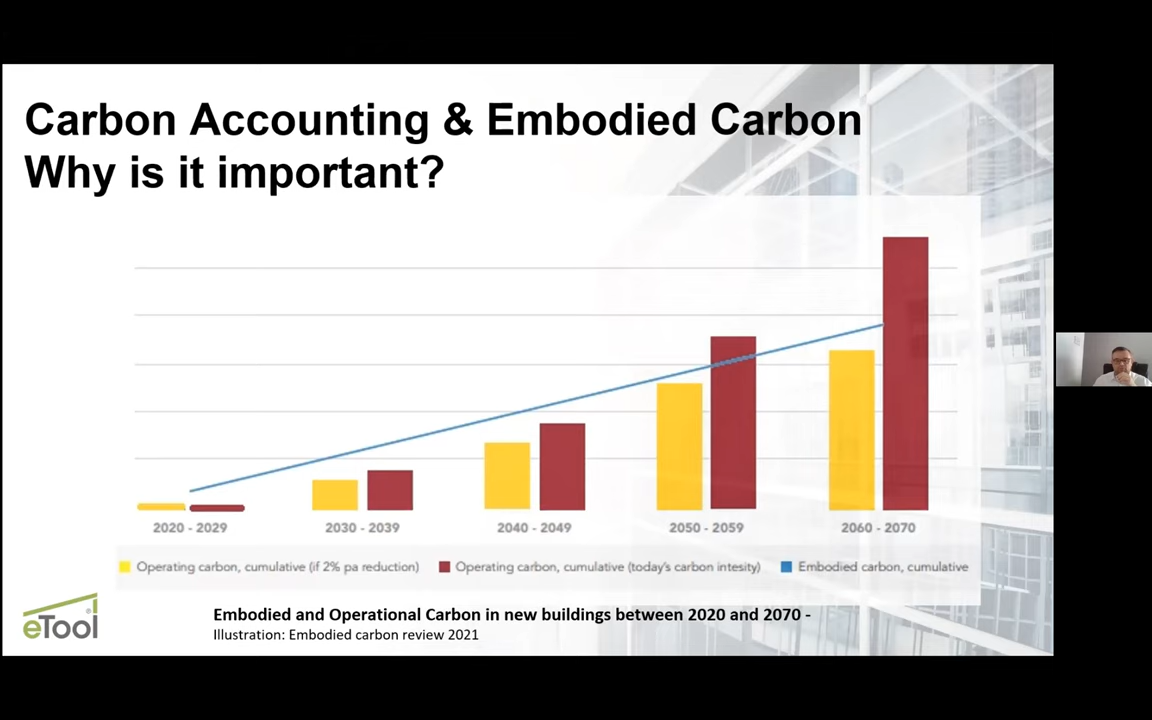 Carbon Accounting & Embodied Carbon
Why is it important?
2020 - 2029
2030 - 2039
2040 - 2049
2050 - 2059
2060 - 2070
Operating carbon, cumulative (if 2% pa reduction)
Operating carbon, cumulative (today's carbon intesity)
Embodied carbon, cumulative
eTool
Embodied and Operational Carbon in new buildings between 2020 and 2070 -
Illustration: Embodied carbon review 2021